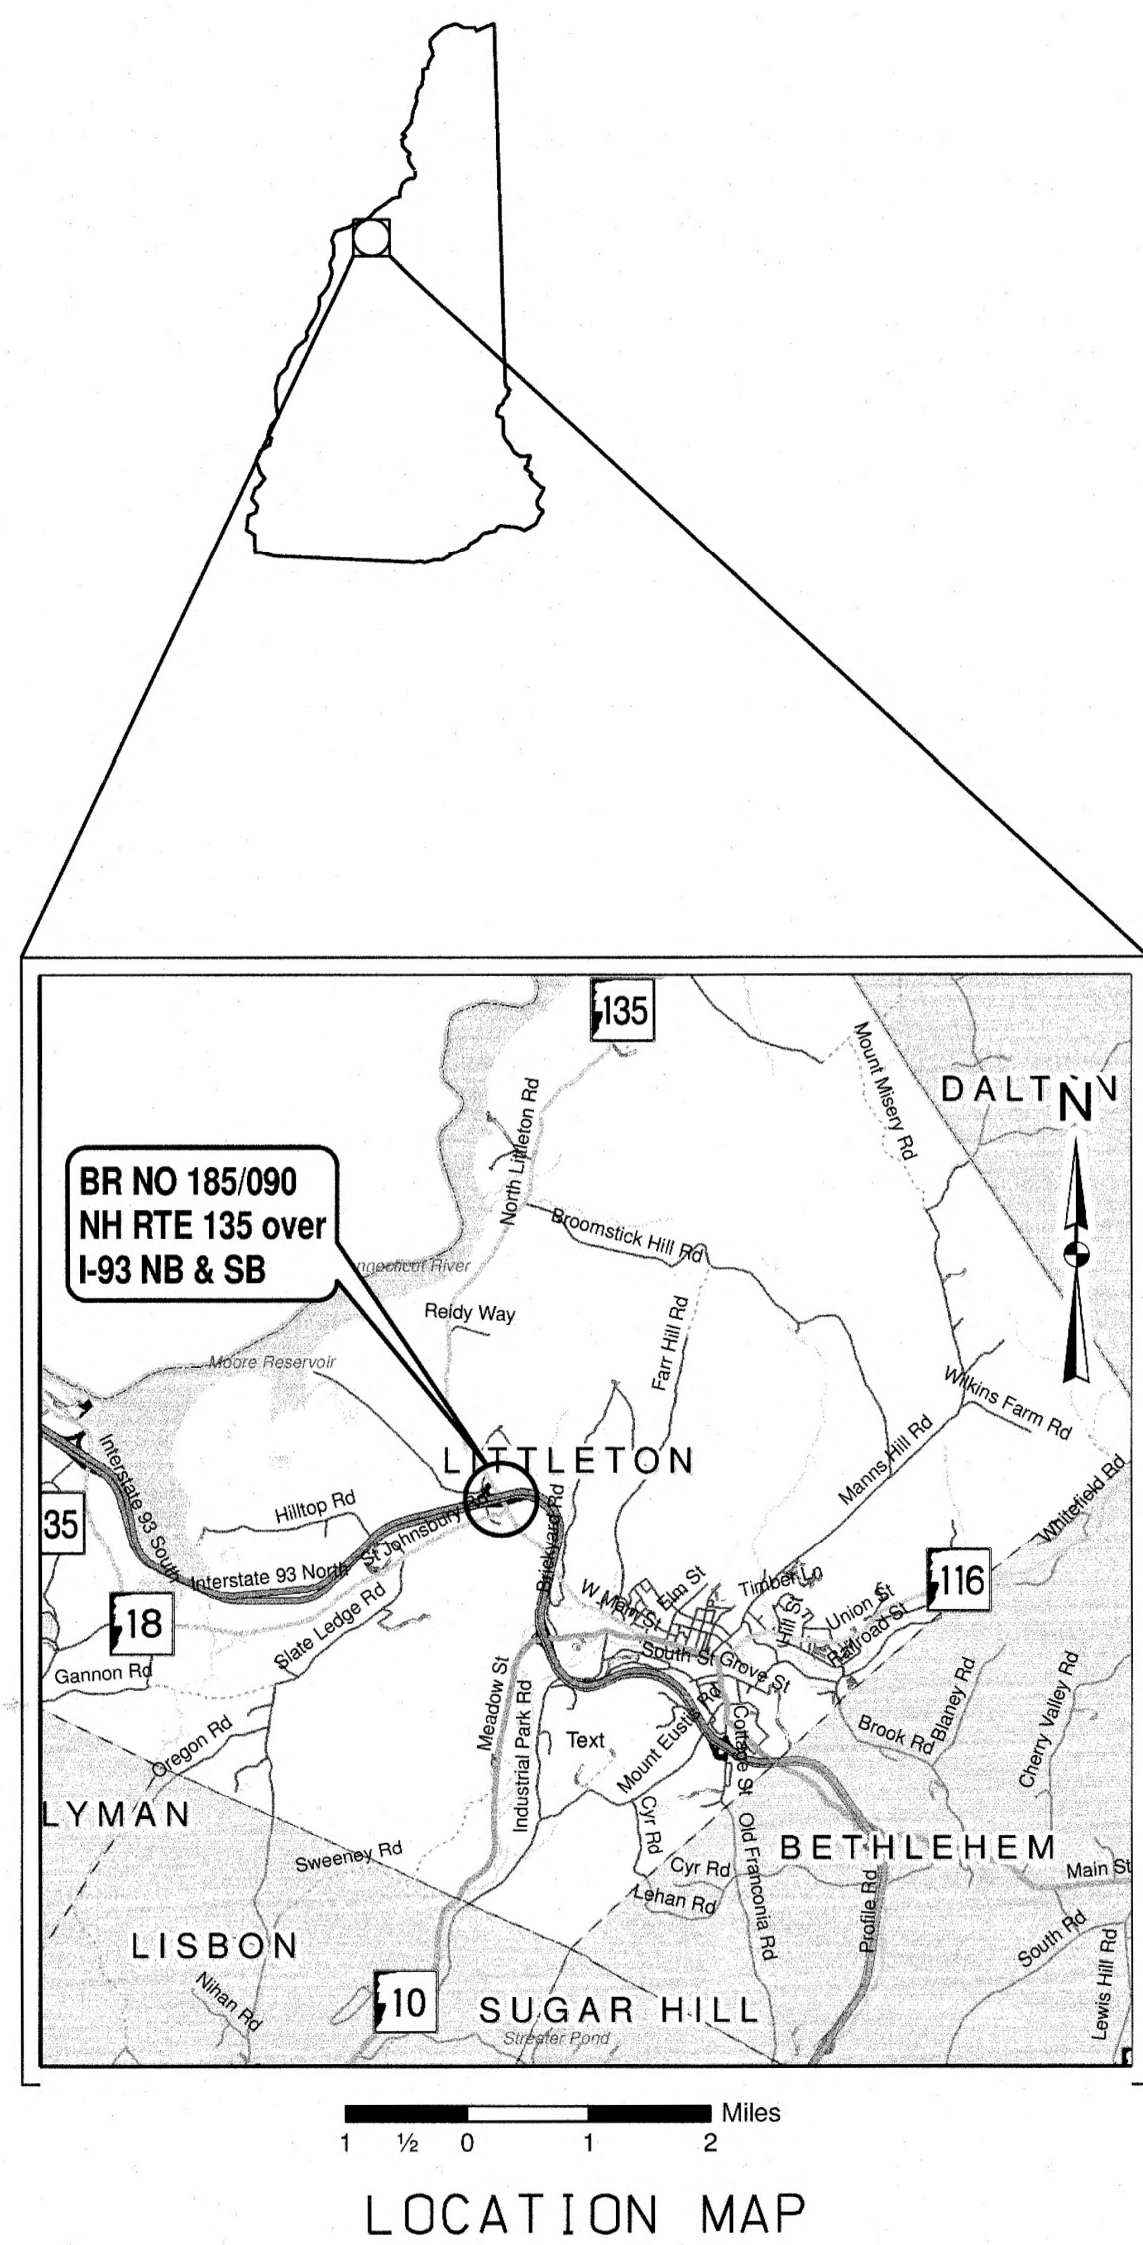 135
Mount Misery Rd
DALTON
N
North Littleton Rd
BR NO 185/090
NH RTE 135 over
I-93 NB & SB
Broomstick Hill Rd
River
Reidy Way
Farr Hill Rd
Moore Reservoir
Wilkins Farm Rd
LITTLETON
Manns Hill Rd
Interstate 93 South
Hilltop Rd
St Johnsbury Rd
Brickyard Rd
Whitefield Rd
35
Interstate 93 North
116
18
Slate Ledge Rd
W Main St
Elm St
Timber Ln
Union St
Hill St
Railroad St
South St
Grove St
Gannon Rd
Meadow St
Industrial Park Rd
Oregon Rd
Text
Mount Eustis Rd
Cottage St
Brook Rd
Blaney Rd
Cherry Valley Rd
LYMAN
Sweeney Rd
Cyr Rd
Cyr Rd
Lehan Rd
Old Franconia Rd
BETHLEHEM
Main St
Profile Rd
South Rd
Lewis Hill Rd
LISBON
Nihan Rd
10
SUGAR HILL
Streeter Pond
Miles
1 ½ 0 1 2
LOCATION MAP